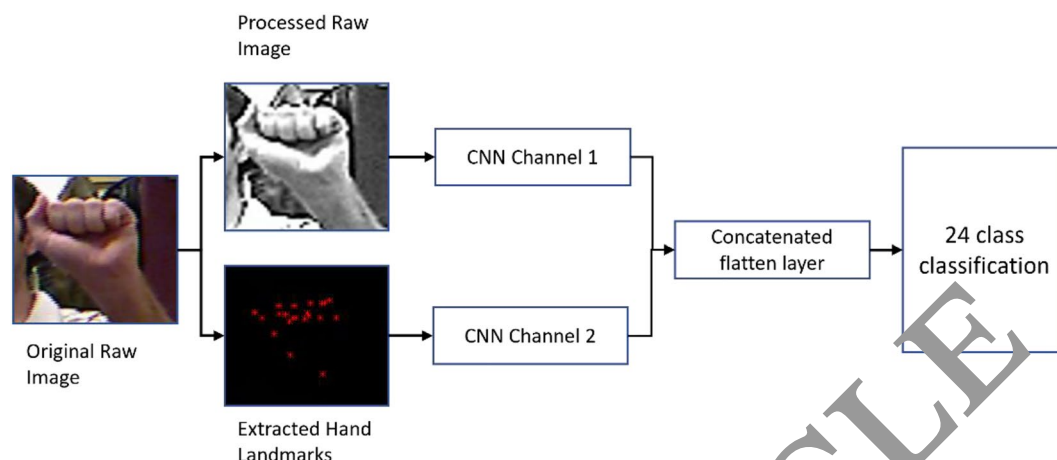 Processed Raw
Image
CNN Channel 1
Original Raw
Image
Extracted Hand
Landmarks
CNN Channel 2
Concatenated
flatten layer
24 class
classification
CLE